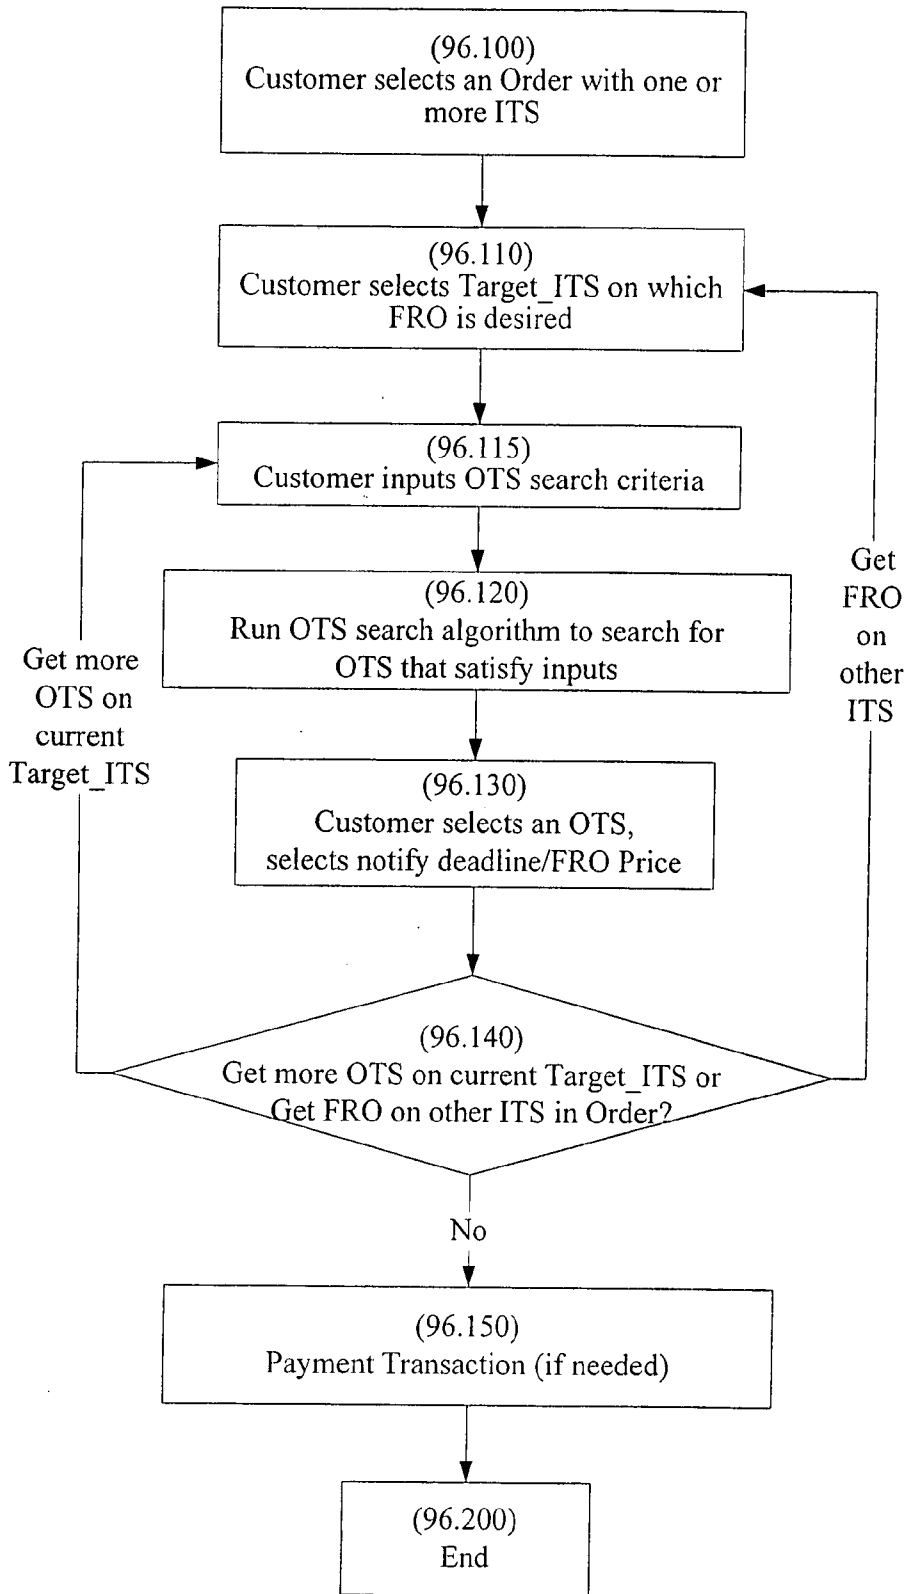 (96.100)
Customer selects an Order with one or
more ITS
(96.110)
Customer selects Target_ITS on which
FRO is desired
(96.115)
Customer inputs OTS search criteria
(96.120)
Run OTS search algorithm to search for
OTS that satisfy inputs
Get more
OTS on
current
Target_ITS
Get
FRO
on
other
ITS
(96.130)
Customer selects an OTS,
selects notify deadline/FRO Price
(96.140)
Get more OTS on current Target_ITS or
Get FRO on other ITS in Order?
No
(96.150)
Payment Transaction (if needed)
(96.200)
End